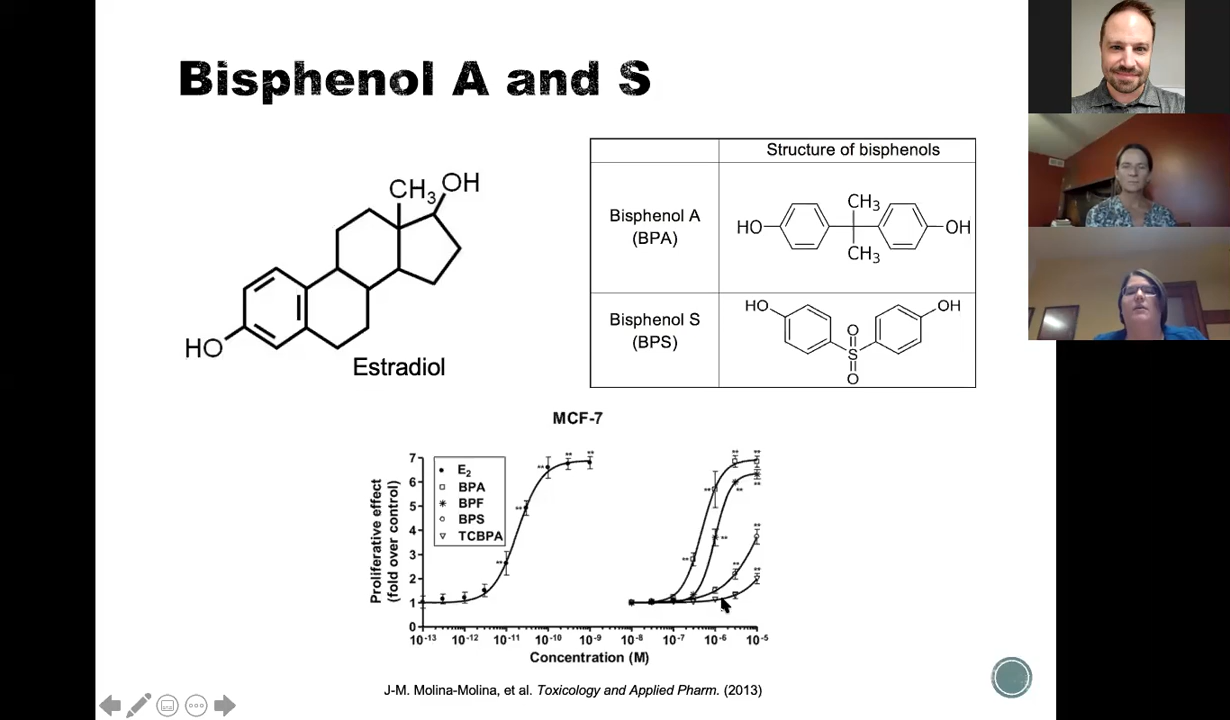 Bisphenol A and S
CH3
OH
HO
Estradiol
Structure of bisphenols
Bisphenol A
(BPA)
CH3
HO
OH
CH3
Bisphenol S
(BPS)
HO
OH
O
S
O
MCF-7
Proliferative effect
(fold over control)
7
6
5
4
3
2
1
0
E2
BPA
BPF
BPS
TCBPA
** ** ** ** **
** ** ** ** ** ** ** ** ** ** **
10-13 10-12 10-11 10-10 10-9 10-8 10-7 10-6 10-5
Concentration (M)
J-M. Molina-Molina, et al. Toxicology and Applied Pharm. (2013)